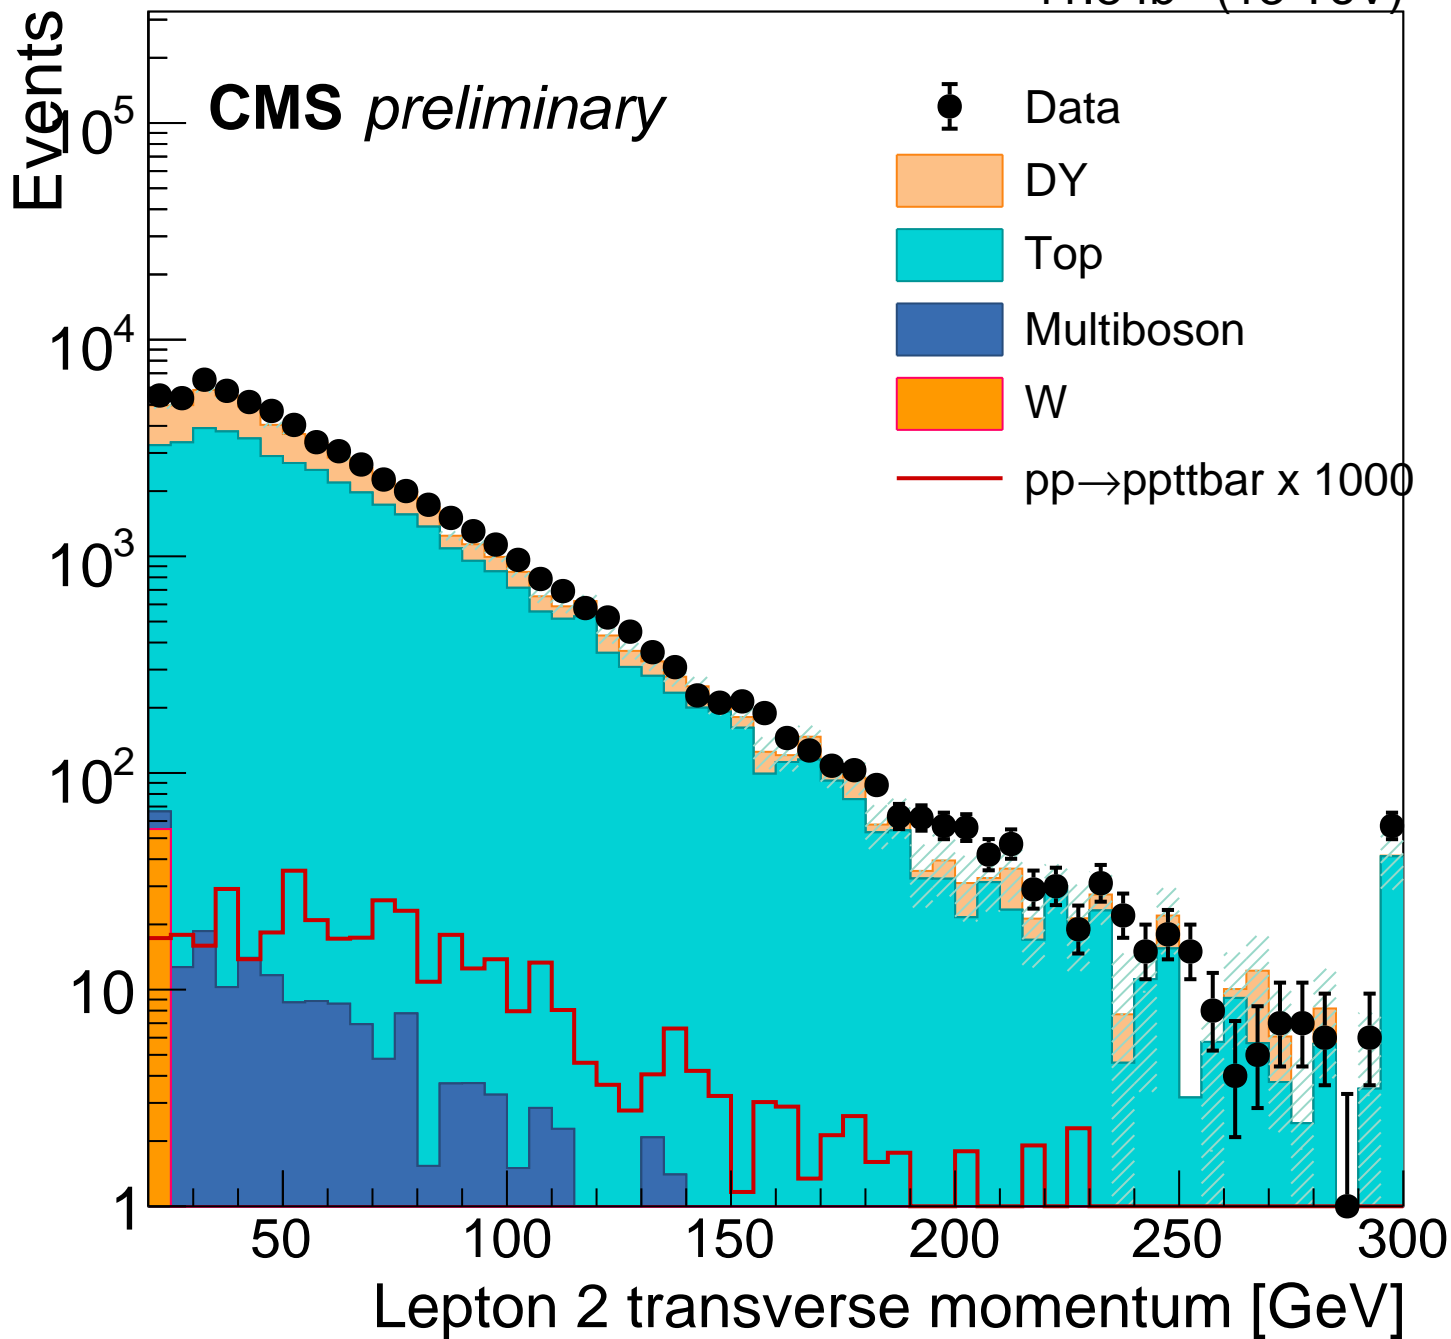 Events
CMS preliminary
Data
DY
Top
Multiboson
W
pp→ppttbar x 1000
10⁵
10⁴
10³
10²
10
1
50 100 150 200 250 300
Lepton 2 transverse momentum [GeV]